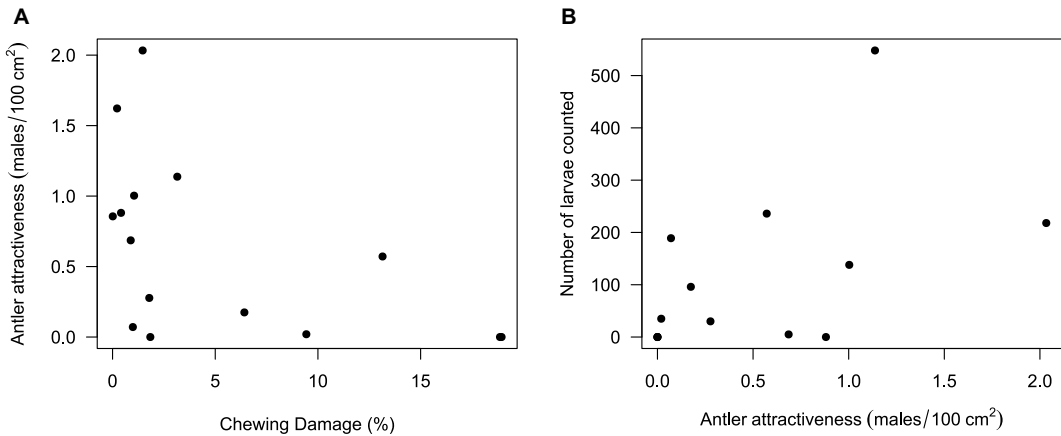 A
Antler attractiveness (males/100 cm²)
2.0
1.5
1.0
0.5
0.0
0 5 10 15
Chewing Damage (%)
B
Number of larvae counted
500
400
300
200
100
0
0.0 0.5 1.0 1.5 2.0
Antler attractiveness (males/100 cm²)